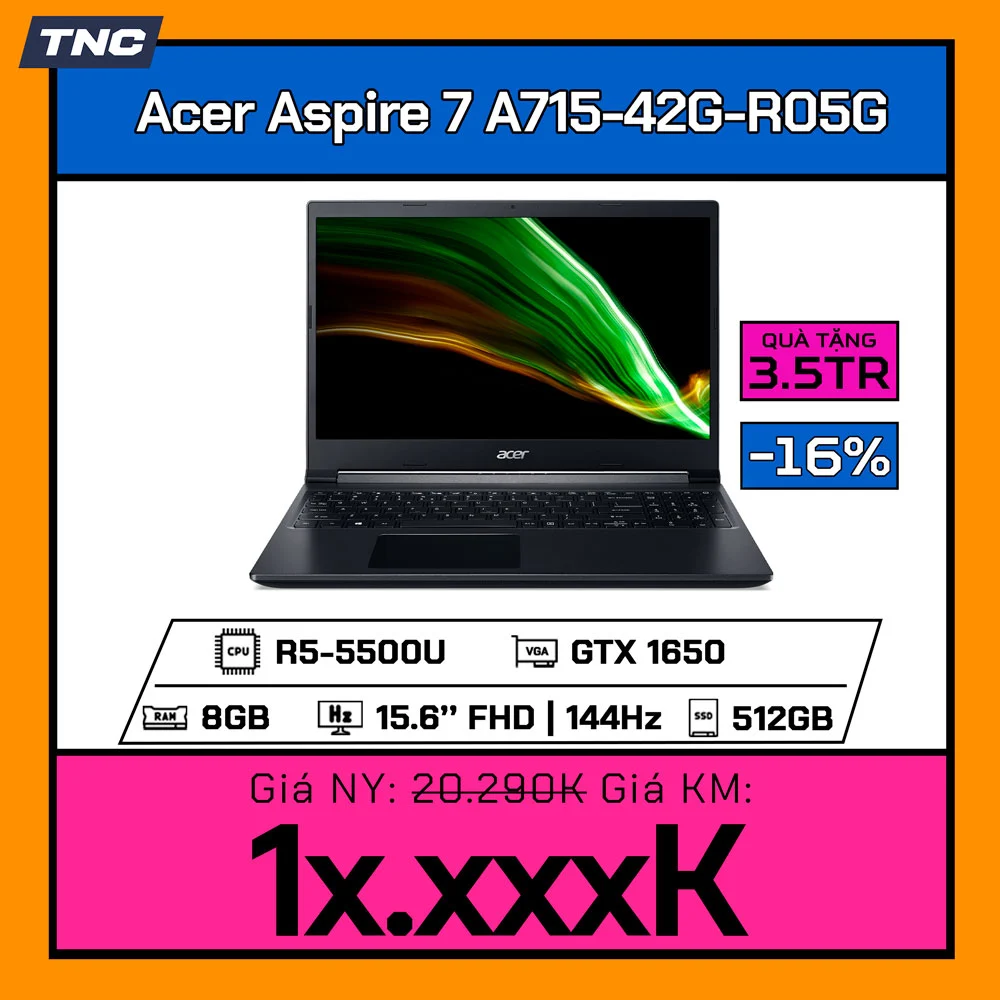 TNC
Acer Aspire 7 A715-42G-R05G
QUÀ TẶNG
3.5TR
-16%
acer
CPU R5-5500U VGA GTX 1650
RAM 8GB Hz 15.6” FHD | 144Hz SSD 512GB
Giá NY: 20.290K Giá KM:
1x.xxxK